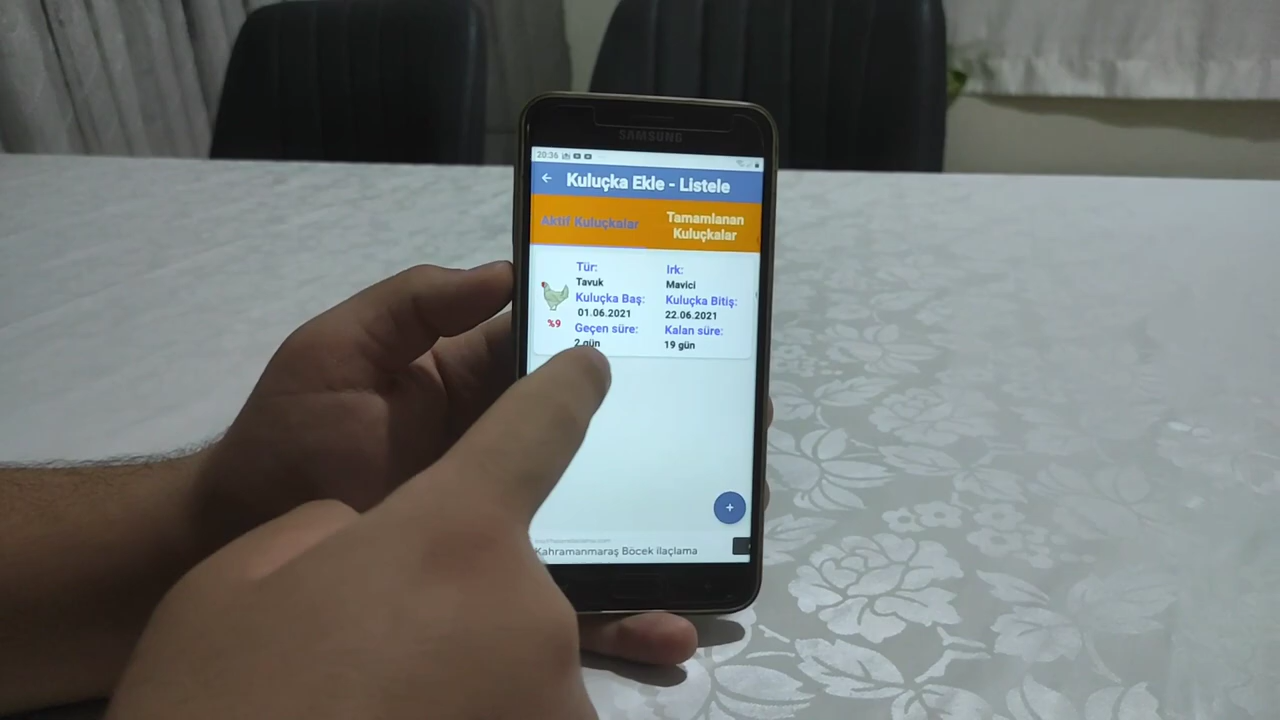 SAMSUNG
20:36
Kuluçka Ekle - Listele
Aktif Kuluçkalar
Tamamlanan
Kuluçkalar
Tür:
Tavuk
Irk:
Mavici
Kuluçka Baş:
01.06.2021
Kuluçka Bitiş:
22.06.2021
%9
Geçen süre:
2 gün
Kalan süre:
19 gün
+
Kahramanmaraş Böcek ilaçlama